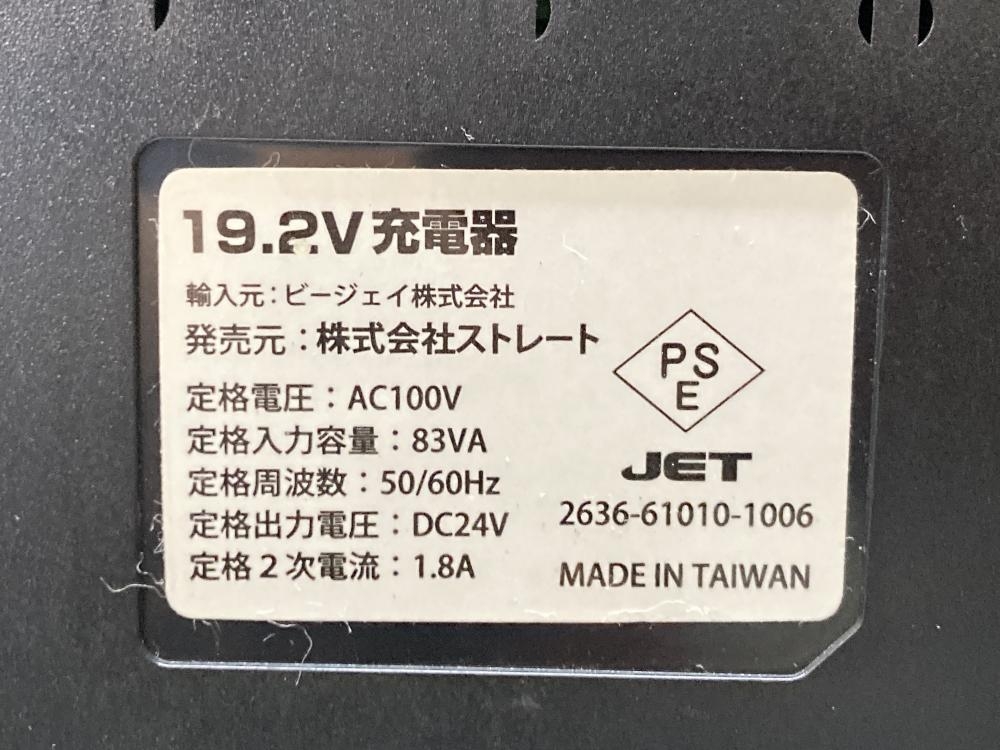 19.2V充電器
輸入元：ビージェイ株式会社
発売元：株式会社ストレート
定格電圧：AC100V
定格入力容量：83VA
定格周波数：50/60Hz
定格出力電圧：DC24V
定格2次電流：1.8A
PS
E
JET
2636-61010-1006
MADE IN TAIWAN